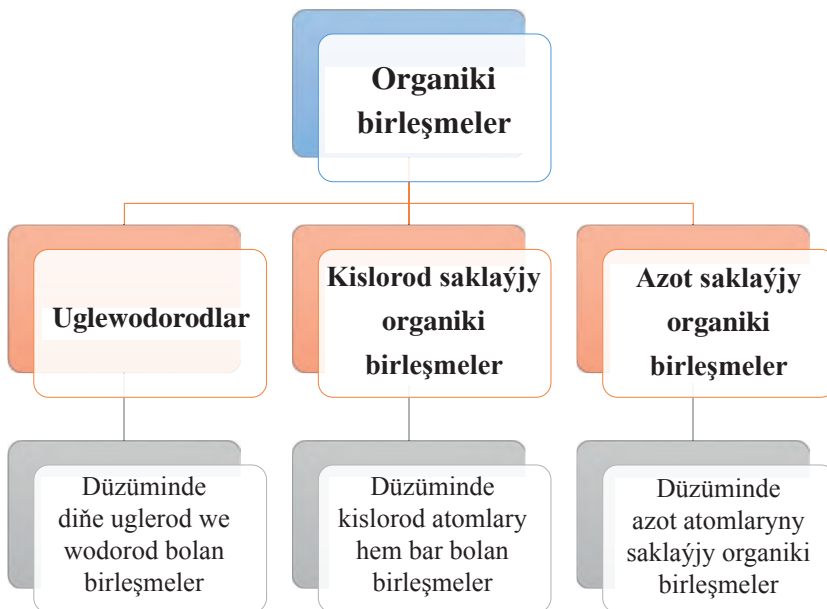 Organiki
birleşmeler
Uglewodorodlar
Kislorod saklaýjy
organiki
birleşmeler
Azot saklaýjy
organiki
birleşmeler
Düzüminde
diňe uglerod we
wodorod bolan
birleşmeler
Düzüminde
kislorod atomlary
hem bar bolan
birleşmeler
Düzüminde
azot atomlaryny
saklaýjy organiki
birleşmeler